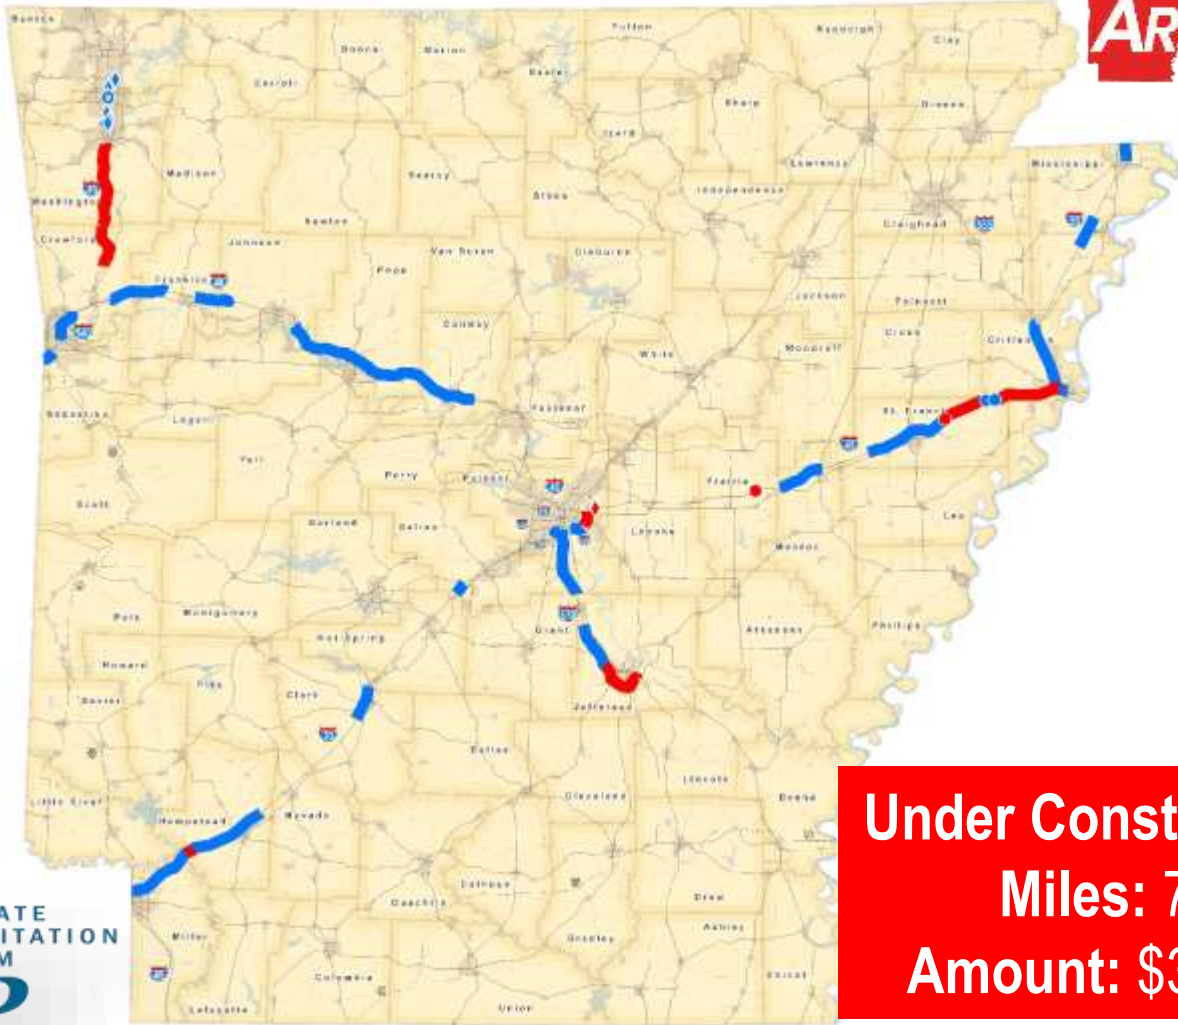 AR
Benton
Boone
Marion
Fulton
Randolph
Clay
Carroll
Baxter
Sharp
Greene
Izard
Lawrence
Mississippi
Madison
Searcy
Stone
Independence
Washington
Newton
Craighead
Crawford
Johnson
Van Buren
Cleburne
Franklin
Pope
Jackson
Poinsett
Conway
White
Woodruff
Cross
Crittenden
Sebastian
Logan
Faulkner
St. Francis
Yell
Perry
Pulaski
Prairie
Scott
Garland
Saline
Lonoke
Lee
Monroe
Polk
Montgomery
Hot Spring
Grant
Arkansas
Phillips
Howard
Pike
Clark
Sevier
Jefferson
Dallas
Lincoln
Little River
Hempstead
Nevada
Cleveland
Desha
Calhoun
Ouachita
Drew
Miller
Bradley
Ashley
Columbia
Chicot
Lafayette
Union
ATE
ITATION
M
Under Const
Miles: 7
Amount: $3